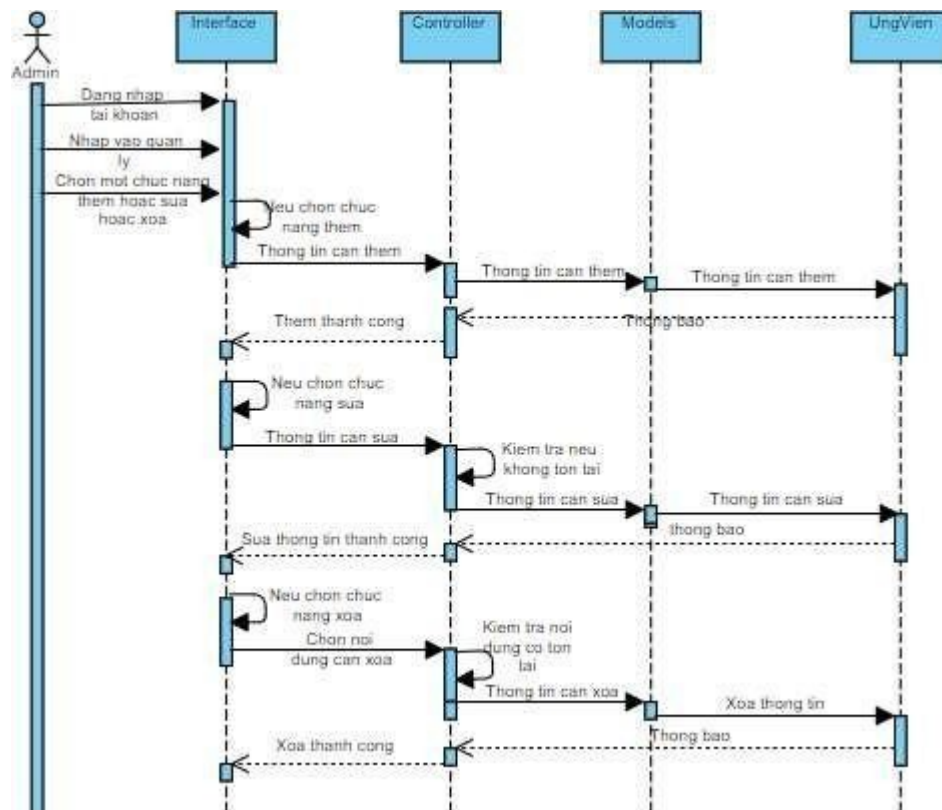 Interface
Controller
Models
UngVien
Admin
Dang nhap
tai khoan
Nhap vao quan
ly
Chon mot chuc nang
them hoac sua
hoac xoa
Neu chon chuc
nang them
Thong tin can them
Thong tin can them
Thong tin can them
Them thanh cong
Thong bao
Neu chon chuc
nang sua
Thong tin can sua
Kiem tra neu
khong ton tai
Thong tin can sua
Thong tin can sua
Sua thong tin thanh cong
thong bao
Neu chon chuc
nang xoa
Chon noi
dung can xoa
Kiem tra noi
dung co ton
tai
Thong tin can xoa
Xoa thong tin
Xoa thanh cong
Thong bao